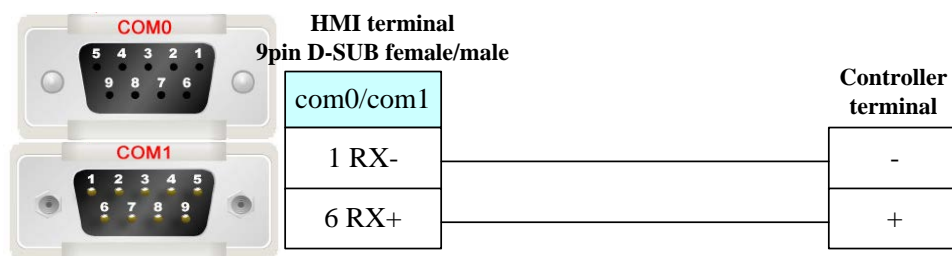 COM0
5 4 3 2 1
9 8 7 6
COM1
1 2 3 4 5
6 7 8 9
HMI terminal
9pin D-SUB female/male
com0/com1
1 RX-
6 RX+
Controller
terminal
-
+